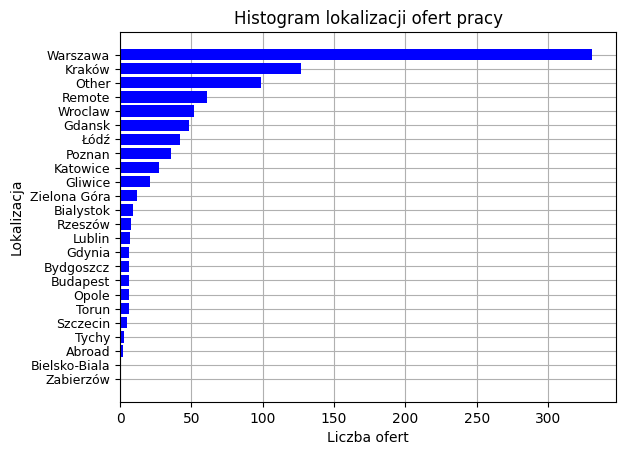 Histogram lokalizacji ofert pracy
Lokalizacja
Warszawa
Kraków
Other
Remote
Wroclaw
Gdansk
Łódź
Poznan
Katowice
Gliwice
Zielona Góra
Bialystok
Rzeszów
Lublin
Gdynia
Bydgoszcz
Budapest
Opole
Torun
Szczecin
Tychy
Abroad
Bielsko-Biala
Zabierzów
0 50 100 150 200 250 300
Liczba ofert